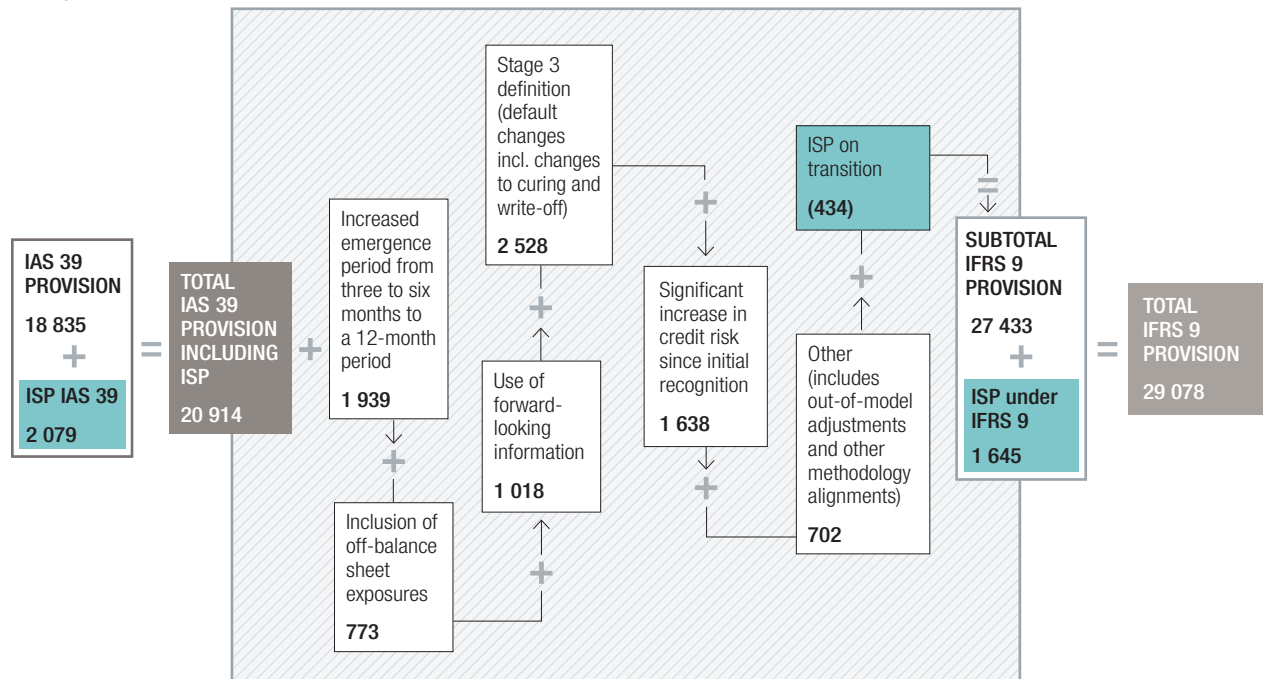 IAS 39
PROVISION
18 835
+
ISP IAS 39
2 079
=
TOTAL
IAS 39
PROVISION
INCLUDING
ISP
20 914
+
Increased
emergence
period from
three to six
months to
a 12-month
period
1 939
+
Inclusion of
off-balance
sheet
exposures
773
+
Use of
forward-
looking
information
1 018
+
Stage 3
definition
(default
changes
incl. changes
to curing and
write-off)
2 528
+
Significant
increase in
credit risk
since initial
recognition
1 638
+
Other
(includes
out-of-model
adjustments
and other
methodology
alignments)
702
+
ISP on
transition
(434)
=
SUBTOTAL
IFRS 9
PROVISION
27 433
+
ISP under
IFRS 9
1 645
=
TOTAL
IFRS 9
PROVISION
29 078